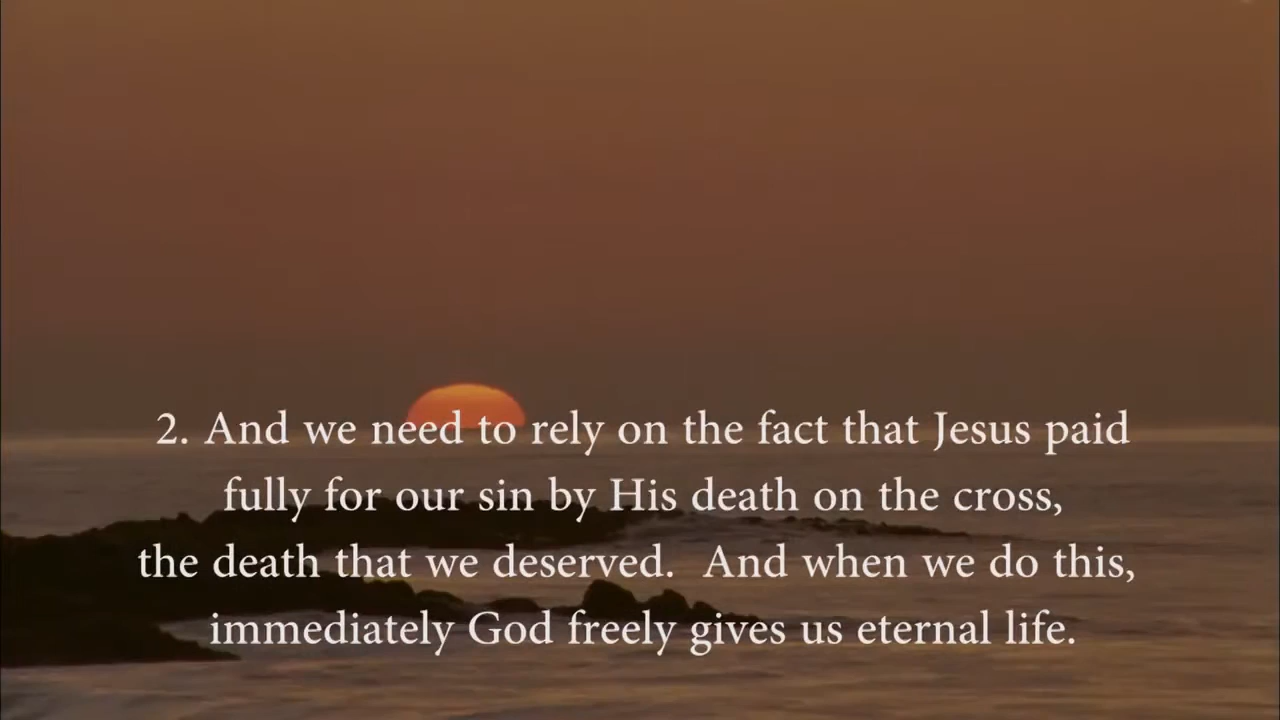 2. And we need to rely on the fact that Jesus paid
fully for our sin by His death on the cross,
the death that we deserved.  And when we do this,
immediately God freely gives us eternal life.